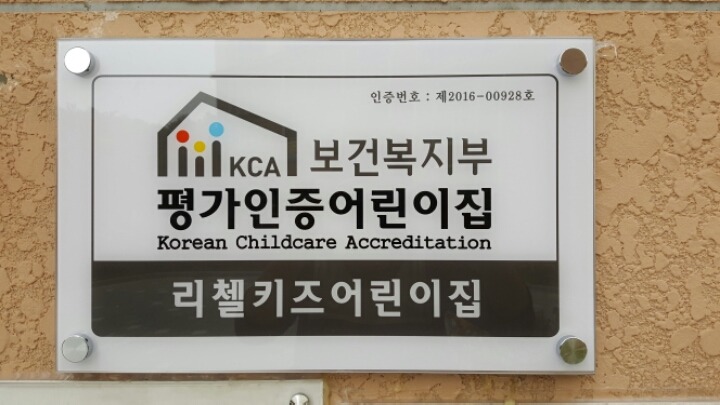 인증번호 : 제2016-00928호
KCA 보건복지부
평가인증어린이집
Korean Childcare Accreditation
리첼키즈어린이집